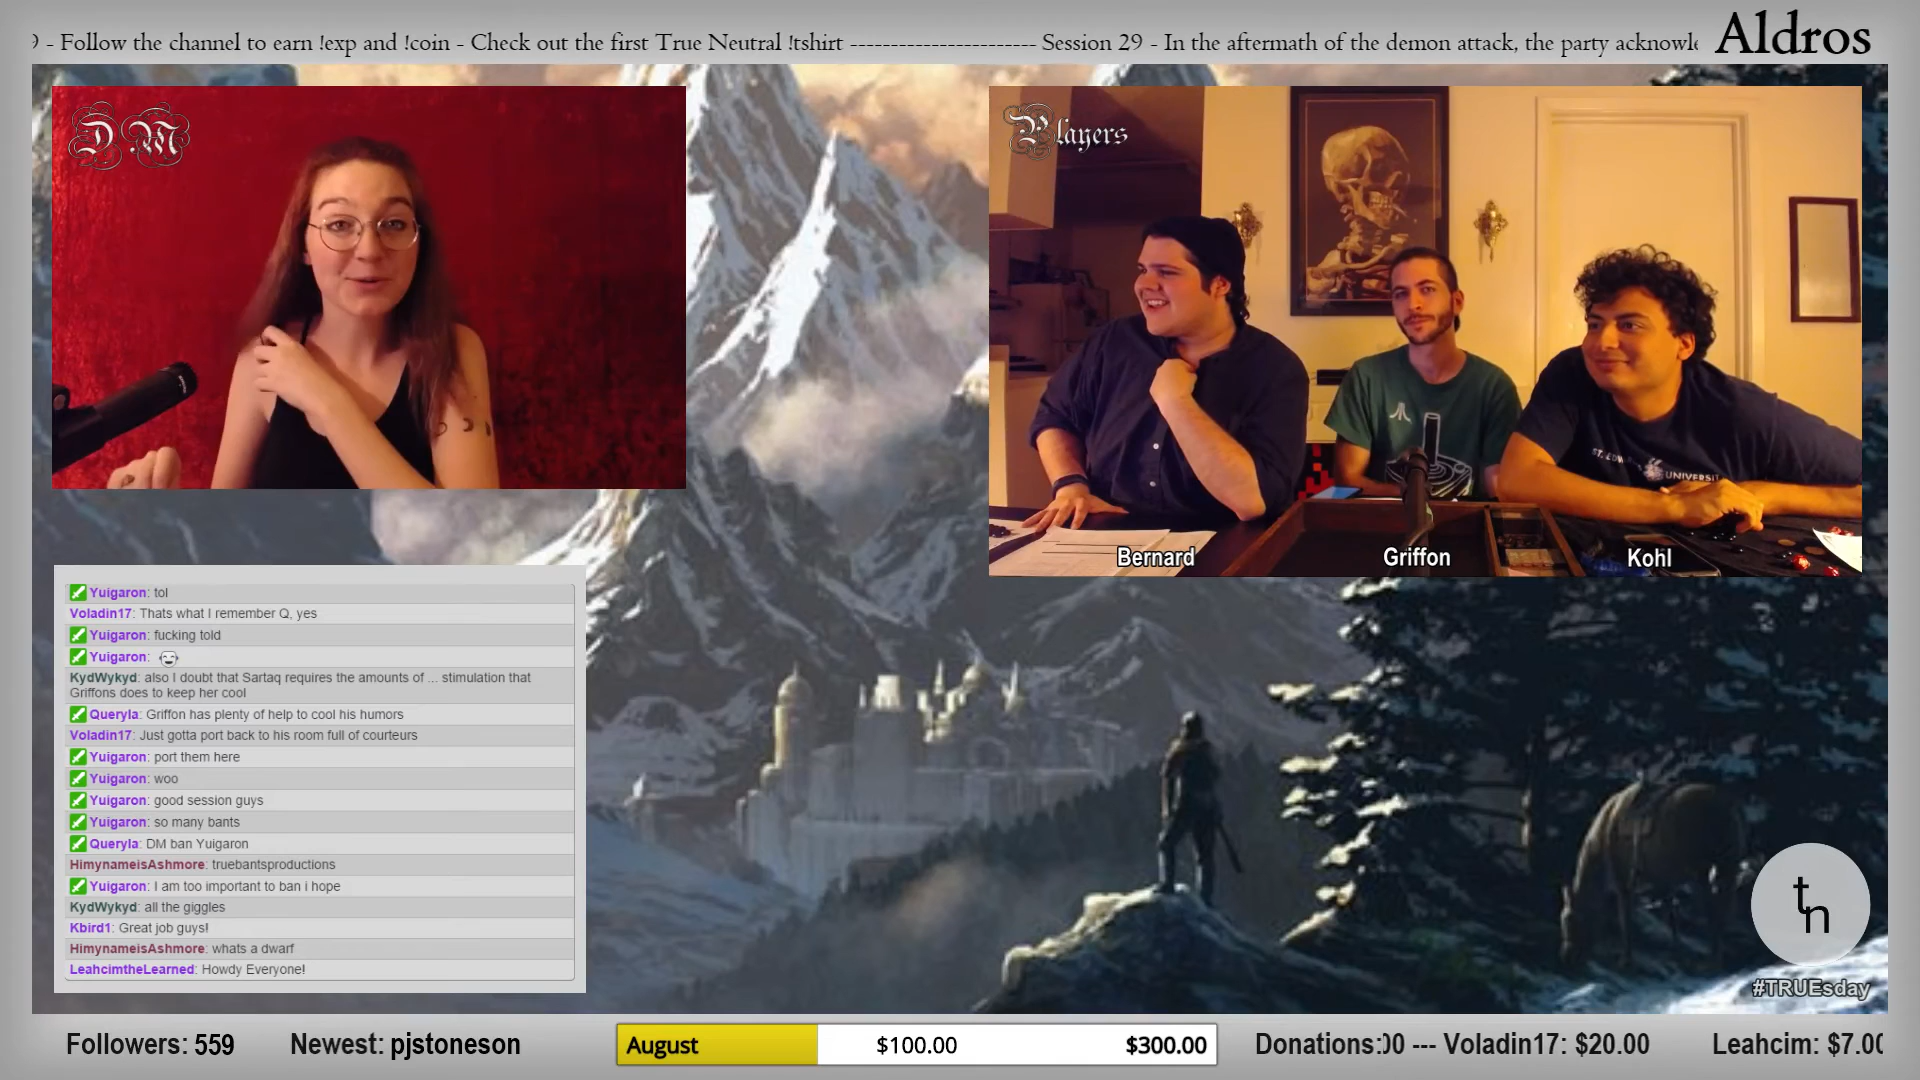 - Follow the channel to earn !exp and !coin - Check out the first True Neutral !tshirt ----------------------- Session 29 - In the aftermath of the demon attack, the party
Aldros
DM
Players
UNIVERSI
Bernard
Griffon
Kohl
Yuigaron: tol
Voladin17: Thats what I remember Q, yes
Yuigaron: fucking told
Yuigaron:
KydWykyd: also I doubt that Sartaq requires the amounts of ... stimulation that
Griffons does to keep her cool
Queryla: Griffon has plenty of help to cool his humors
Voladin17: Just gotta port back to his room full of courteurs
Yuigaron: port them here
Yuigaron: woo
Yuigaron: good session guys
Yuigaron: so many bants
Queryla: DM ban Yuigaron
HimynameisAshmore: truebantsproductions
Yuigaron: I am too important to ban i hope
KydWykyd: all the giggles
Kbird1: Great job guys!
HimynameisAshmore: whats a dwarf
LeahcimtheLearned: Howdy Everyone!
tn
#TRUEsday
Followers: 559
Newest: pjstoneson
August $100.00 $300.00
Donations: 00 --- Voladin17: $20.00 Leahcim: $7.00